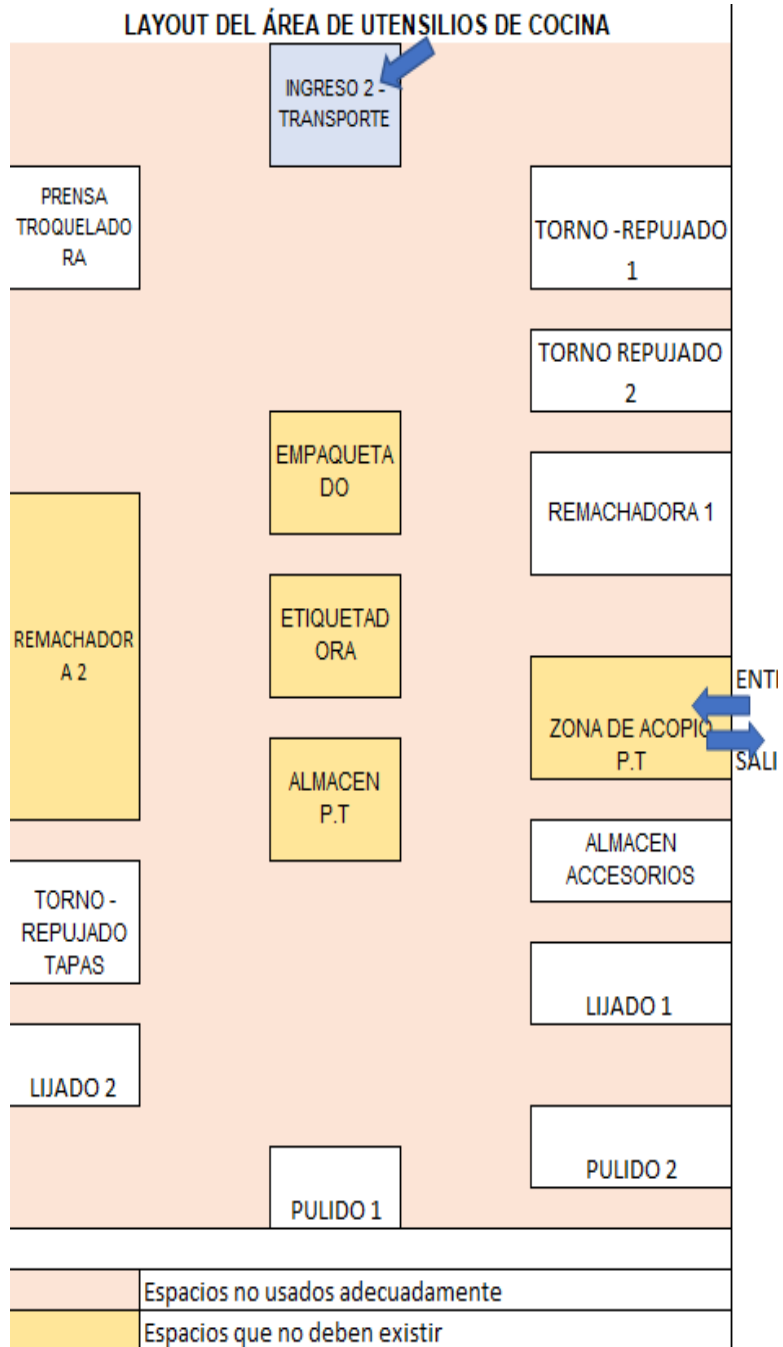 LAYOUT DEL ÁREA DE UTENSILIOS DE COCINA
INGRESO 2 -
TRANSPORTE
PRENSA
TROQUELADO
RA
TORNO -REPUJADO
1
TORNO REPUJADO
2
EMPAQUETA
DO
REMACHADORA 1
REMACHADOR
A 2
ETIQUETAD
ORA
ENT
ZONA DE ACOPIO
P.T
SALI
ALMACEN
P.T
ALMACEN
ACCESORIOS
TORNO -
REPUJADO
TAPAS
LIJADO 1
LIJADO 2
PULIDO 2
PULIDO 1
Espacios no usados adecuadamente
Espacios que no deben existir